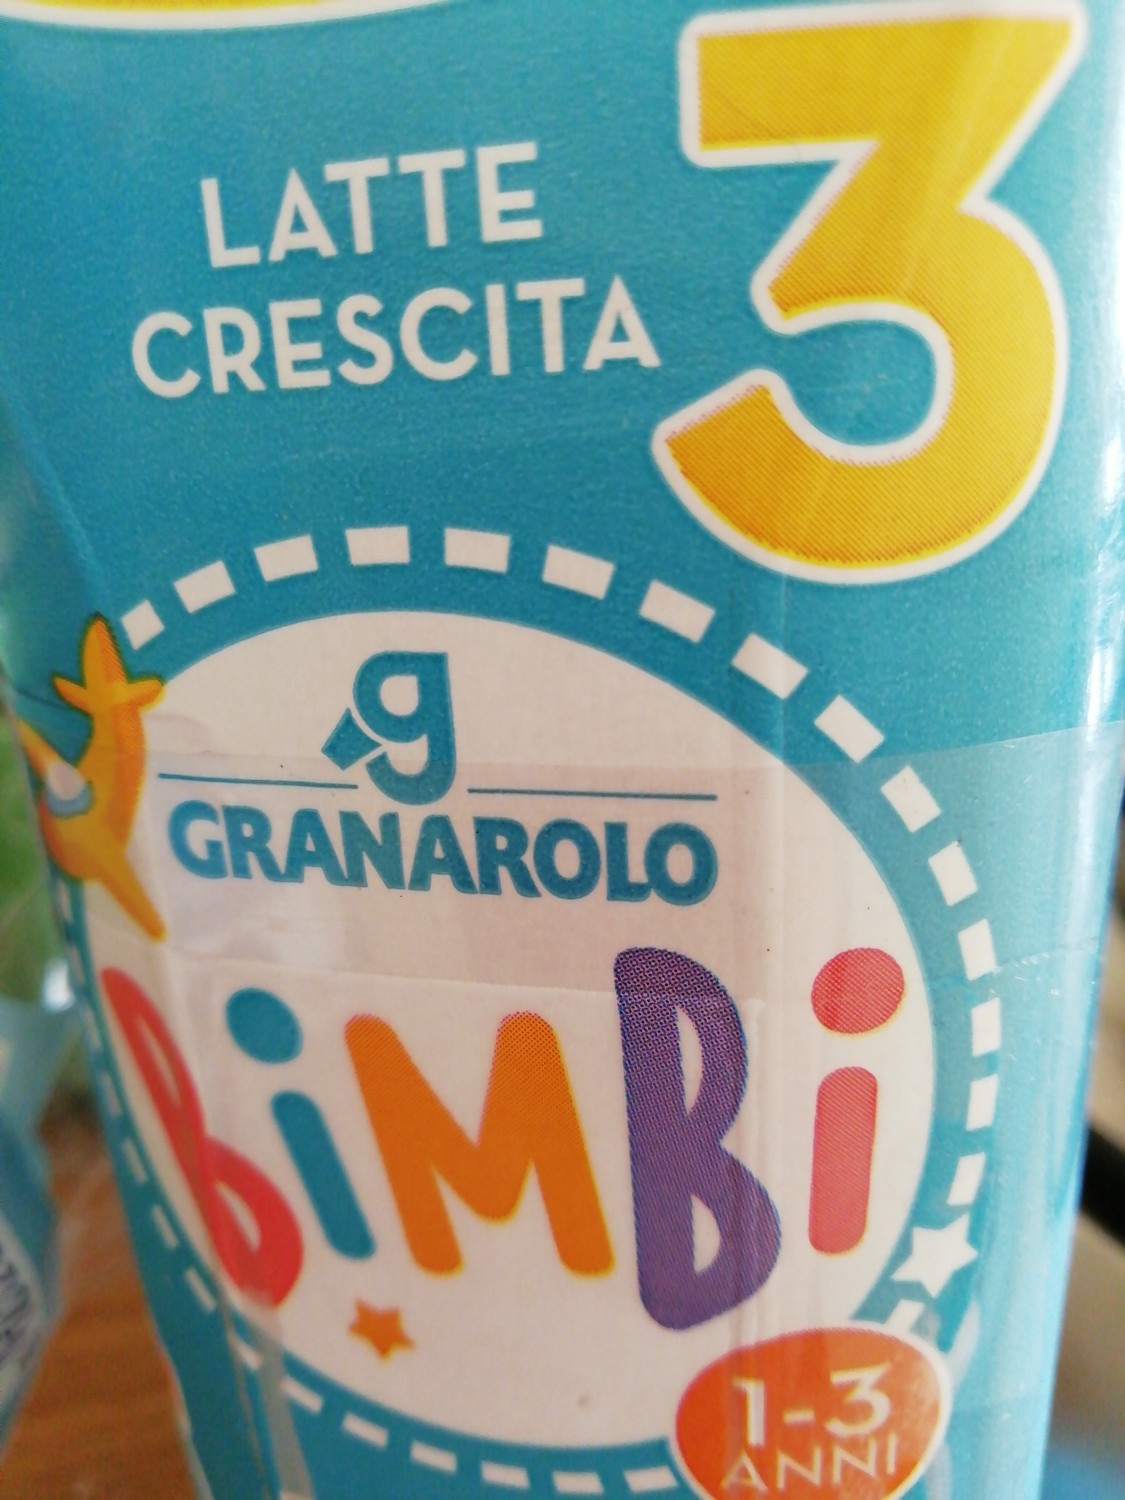 3
LATTE
CRESCITA
g
GRANAROLO
BiMBi
1-3
ANNI